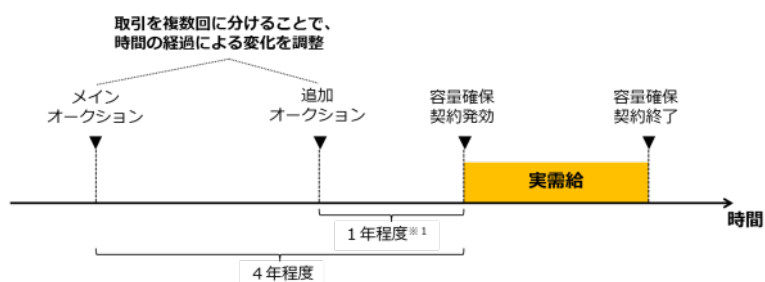 取引を複数回に分けることで、
時間の経過による変化を調整
メイン
オークション
追加
オークション
容量確保
契約発効
容量確保
契約終了
実需給
時間
1年程度※1
4年程度